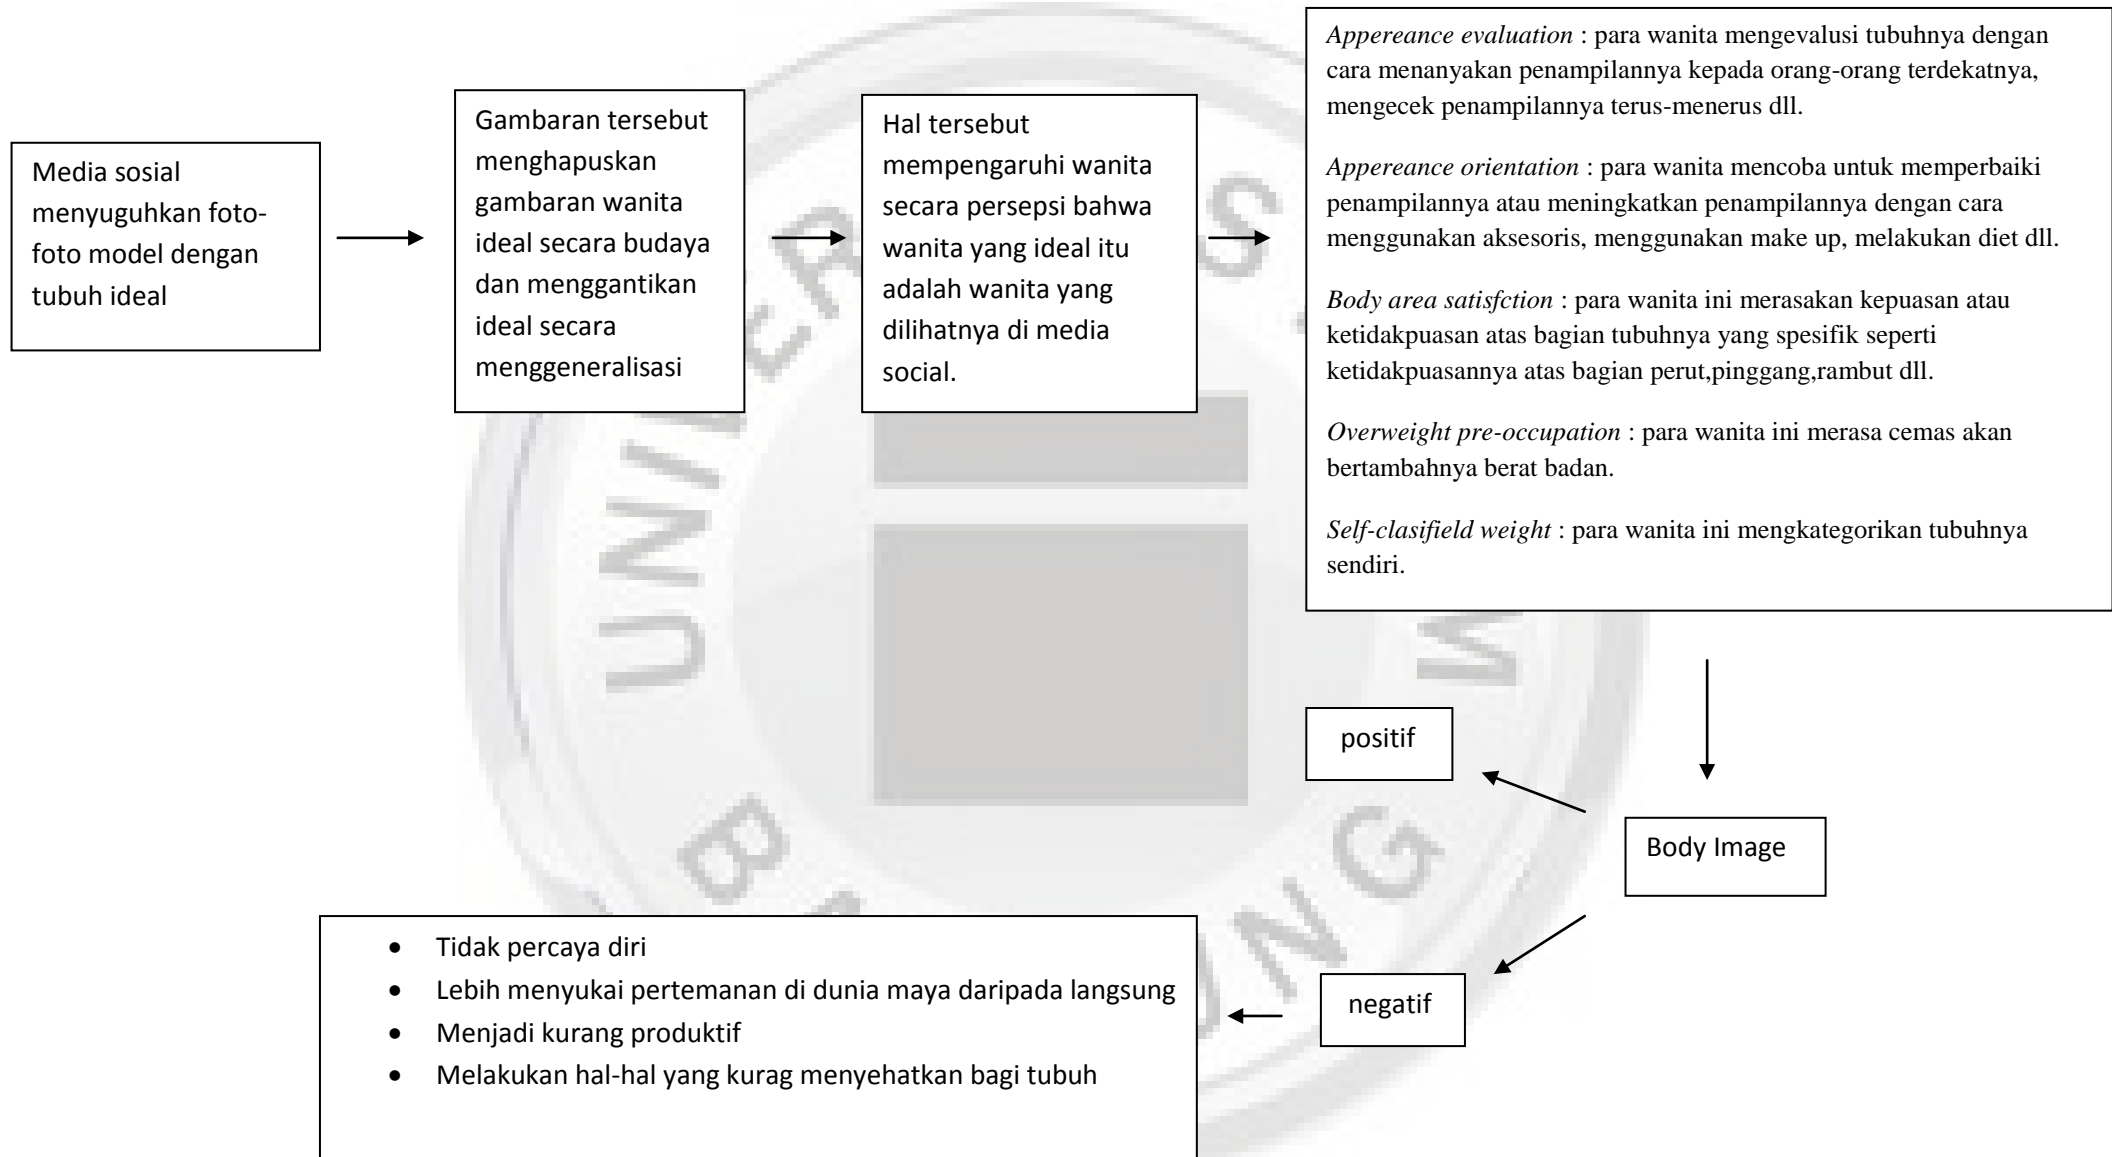 Media sosial
menyuguhkan foto-
foto model dengan
tubuh ideal
Gambaran tersebut
menghapuskan
gambaran wanita
ideal secara budaya
dan menggantikan
ideal secara
menggeneralisasi
Hal tersebut
mempengaruhi wanita
secara persepsi bahwa
wanita yang ideal itu
adalah wanita yang
dilihatnya di media
social.
Appereance evaluation : para wanita mengevalusi tubuhnya dengan
cara menanyakan penampilannya kepada orang-orang terdekatnya,
mengecek penampilannya terus-menerus dll.
Appereance orientation : para wanita mencoba untuk memperbaiki
penampilannya atau meningkatkan penampilannya dengan cara
menggunakan aksesoris, menggunakan make up, melakukan diet dll.
Body area satisfction : para wanita ini merasakan kepuasan atau
ketidakpuasan atas bagian tubuhnya yang spesifik seperti
ketidakpuasannya atas bagian perut,pinggang,rambut dll.
Overweight pre-occupation : para wanita ini merasa cemas akan
bertambahnya berat badan.
Self-clasifield weight : para wanita ini mengkategorikan tubuhnya
sendiri.
positif
Body Image
negatif
• Tidak percaya diri
• Lebih menyukai pertemanan di dunia maya daripada langsung
• Menjadi kurang produktif
• Melakukan hal-hal yang kurag menyehatkan bagi tubuh